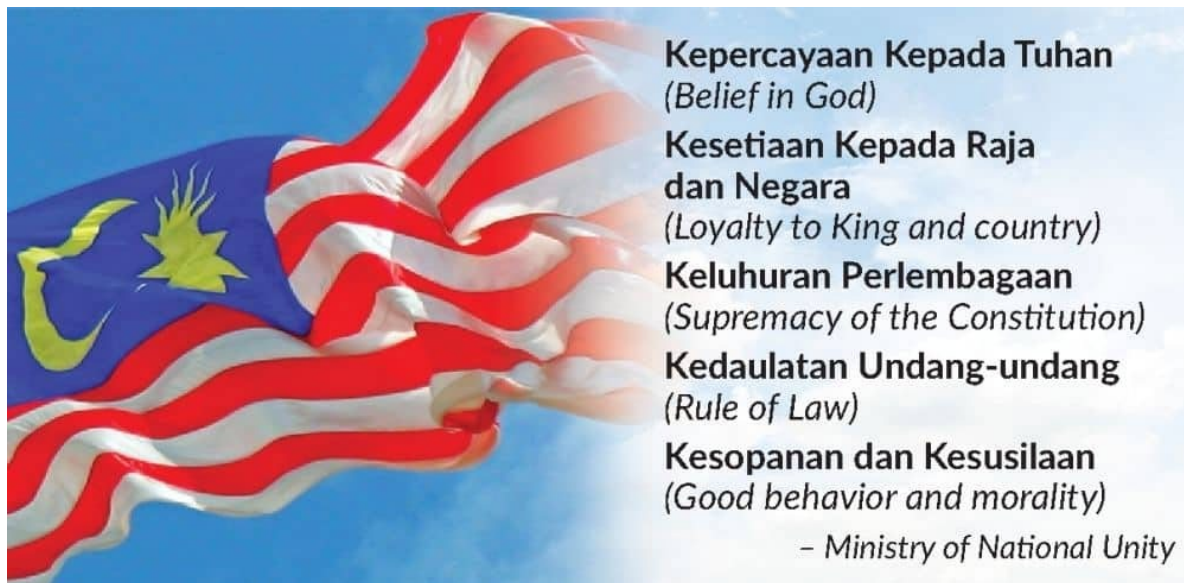 Kepercayaan Kepada Tuhan
(Belief in God)
Kesetiaan Kepada Raja
dan Negara
(Loyalty to King and country)
Keluhuran Perlembagaan
(Supremacy of the Constitution)
Kedaulatan Undang-undang
(Rule of Law)
Kesopanan dan Kesusilaan
(Good behavior and morality)
– Ministry of National Unity